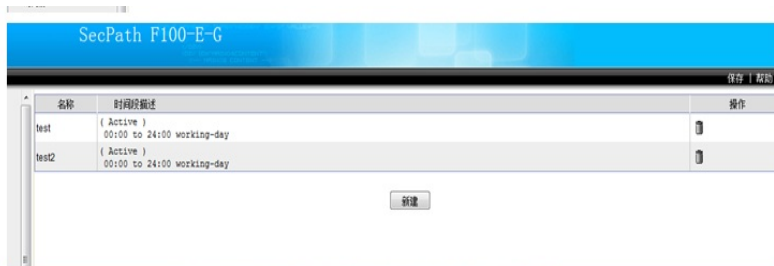 SecPath F100-E-G
保存 | 帮助
名称 时间段描述 操作
test ( Active )
00:00 to 24:00 working-day
test2 ( Active )
00:00 to 24:00 working-day
新建